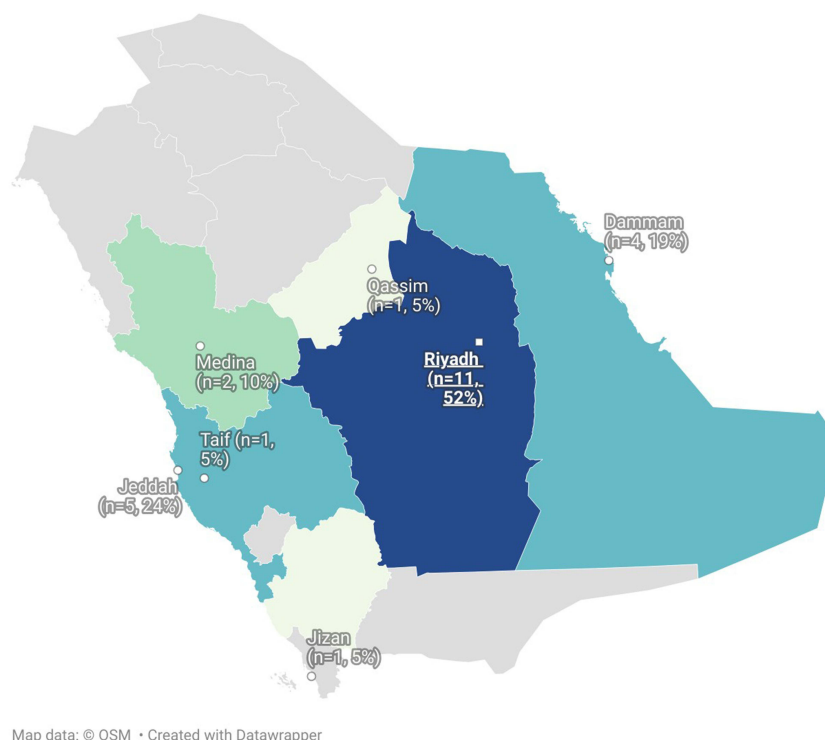 Dammam
(n=4, 19%)
Qassim
(n=1, 5%)
Riyadh
(n=11,
52%)
Medina
(n=2, 10%)
Taif (n=1,
5%)
Jeddah
(n=5, 24%)
Jizan
(n=1, 5%)
Map data: © OSM • Created with Datawrapper